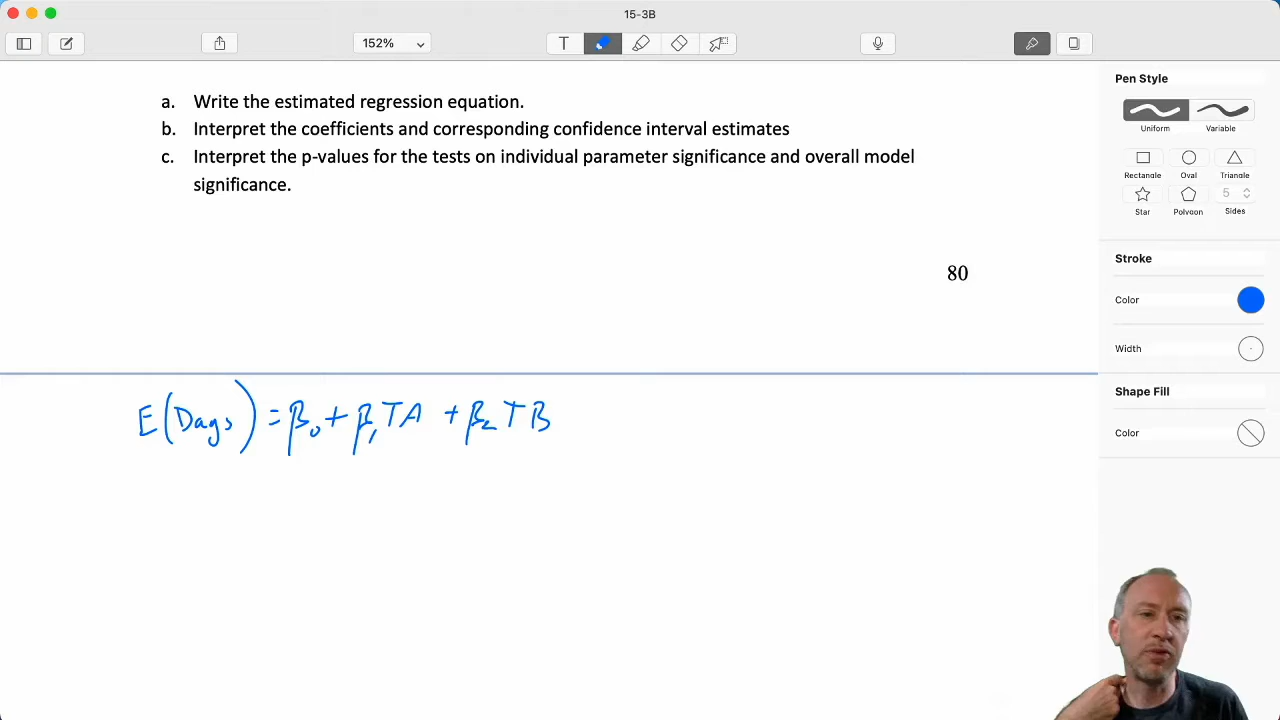 15-3B
152%
T
Pen Style
Uniform
Variable
Rectangle
Oval
Triangle
5
Star
Polygon
Sides
Stroke
Color
Width
Shape Fill
Color
a. Write the estimated regression equation.
b. Interpret the coefficients and corresponding confidence interval estimates
c. Interpret the p-values for the tests on individual parameter significance and overall model
significance.
80
E(Days) = β₀ + β₁TA + β₂TB